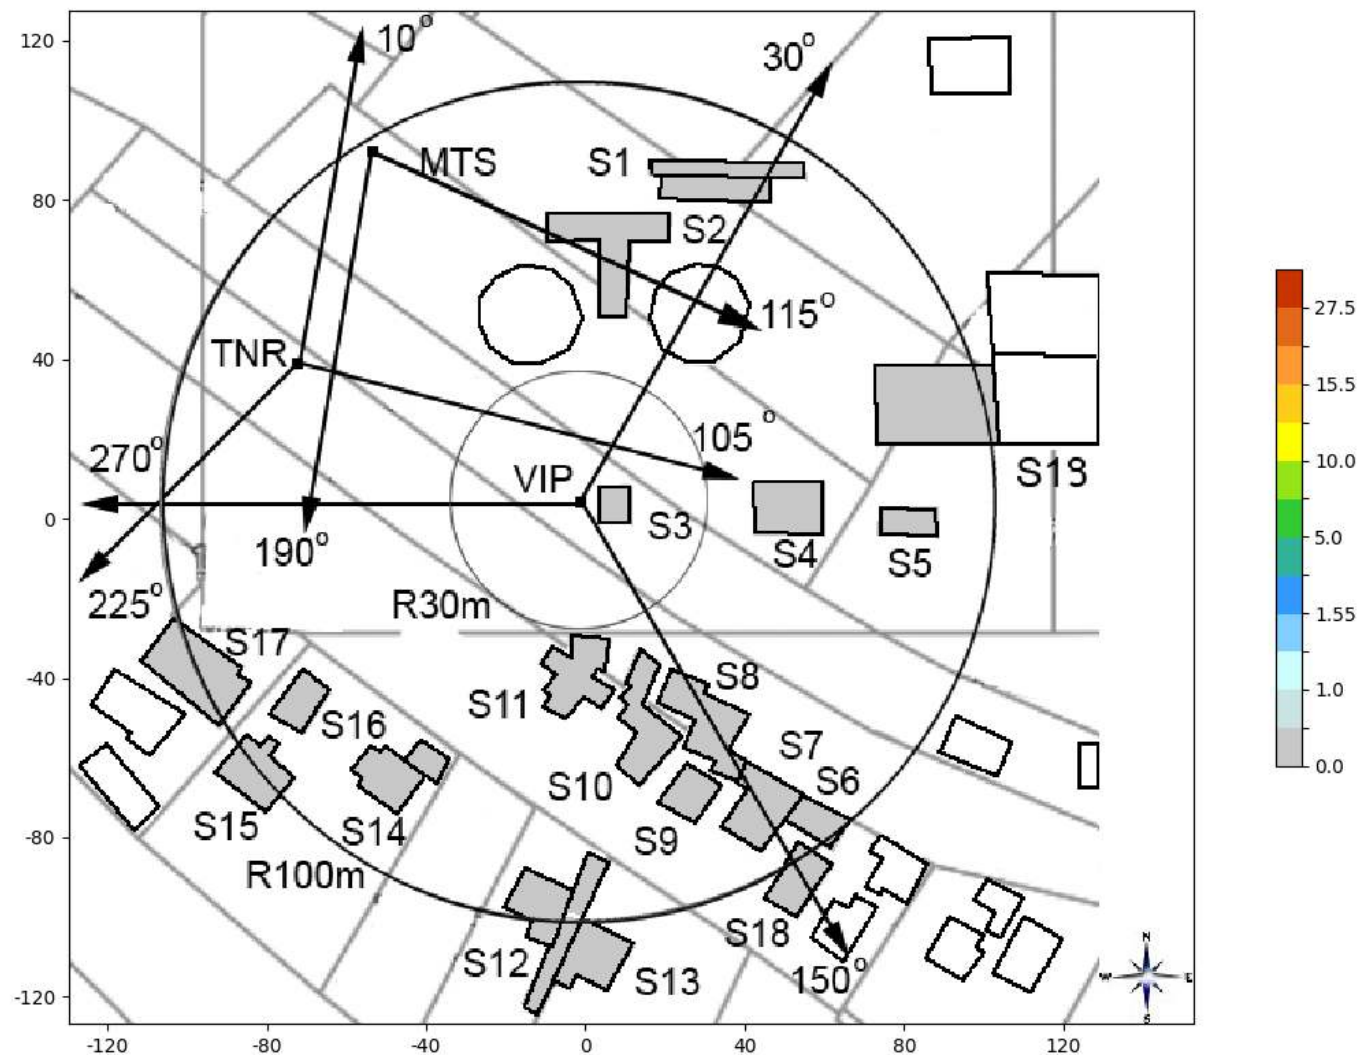 120
80
40
0
-40
-80
-120
-120
-80
-40
0
40
80
120
10°
30°
MTS
S1
S2
115°
TNR
105 °
270°
VIP
S3
S4
S5
S13
190°
225°
R30m
S17
S16
S11
S8
S7
S6
S10
S9
S15
S14
R100m
S12
S13
S18
150°
N
W
E
S
27.5
15.5
10.0
5.0
1.55
1.0
0.0